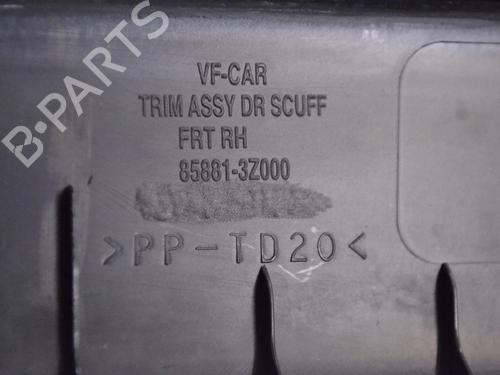 B-PARTS
VF-CAR
TRIM ASSY DR SCUFF
FRT RH
85881-3Z000
>PP-TD20<